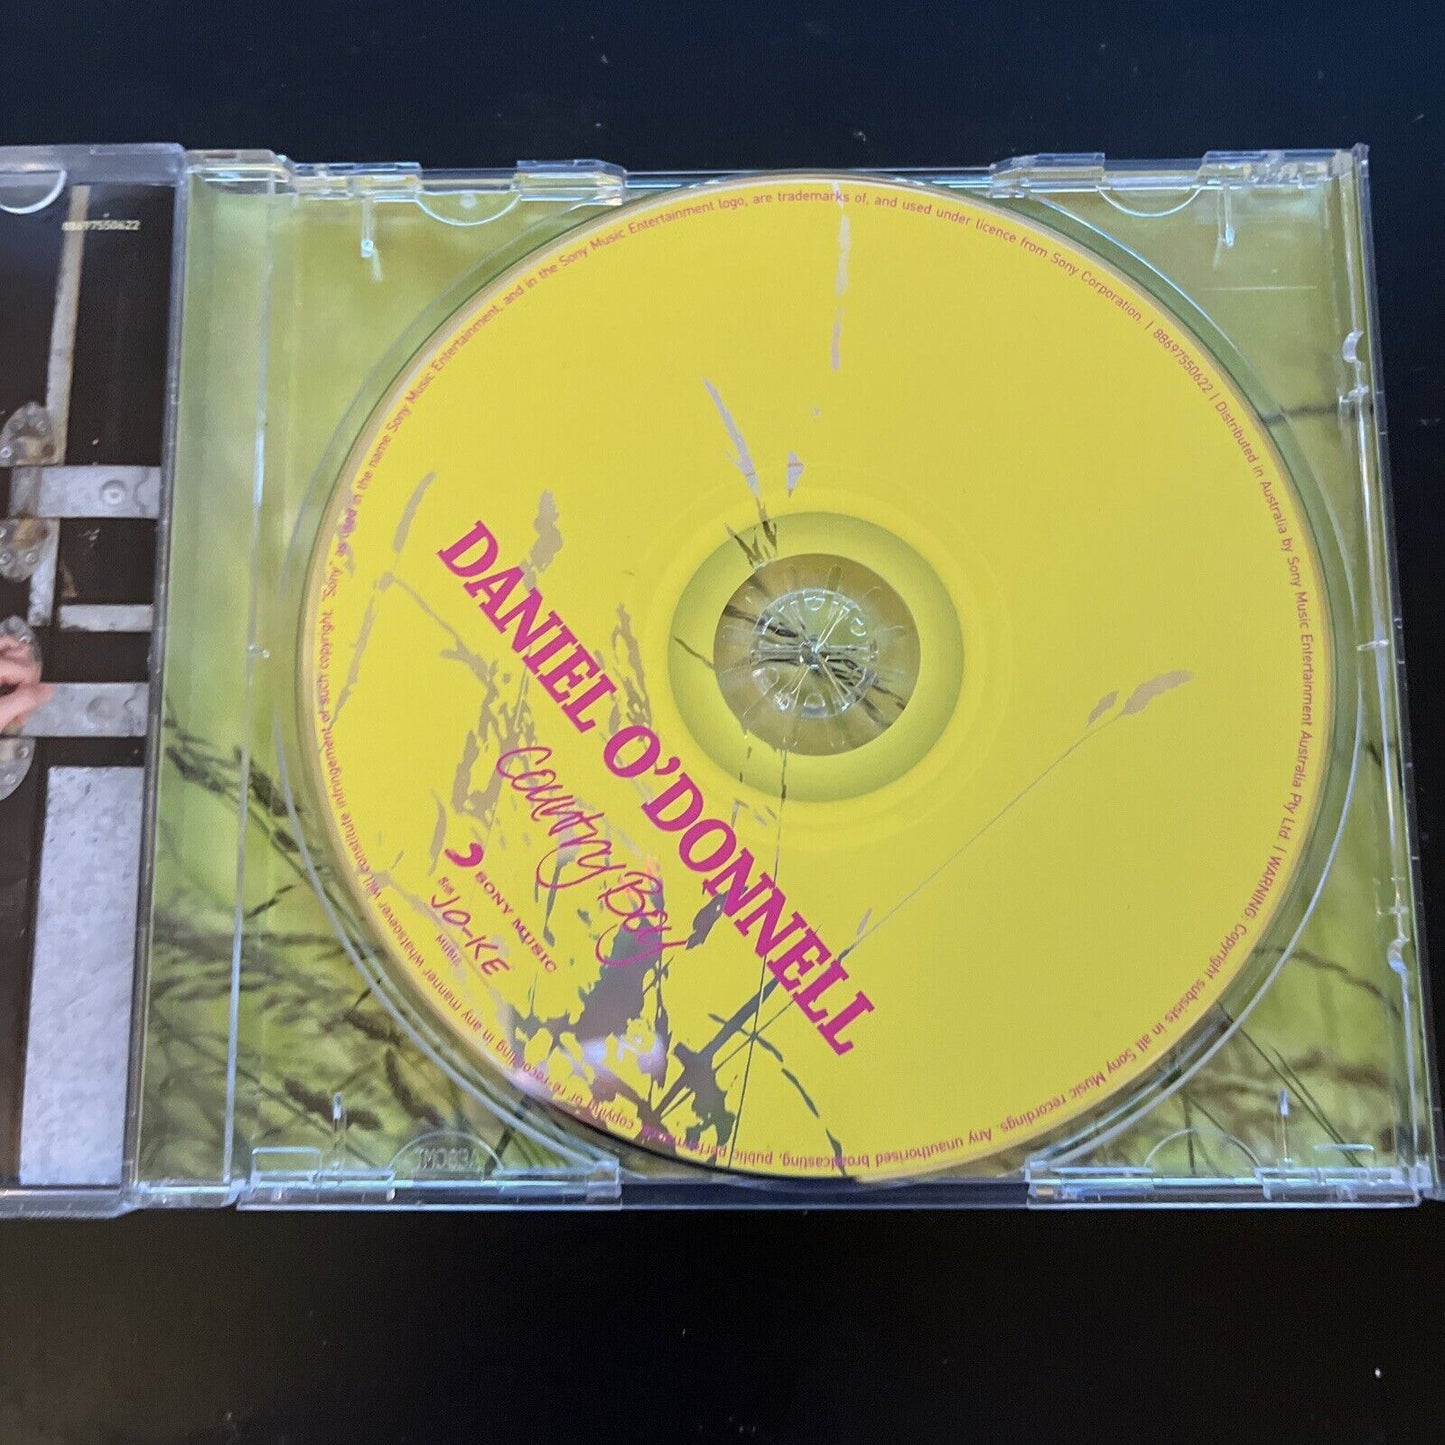 88697550622
DANIEL O'DONNELL
Country Boy
SONY MUSIC
JO-KE
"Sony" as used in the name Sony Music Entertainment, and in the Sony Music Entertainment logo, are trademarks of, and used under licence from Sony Corporation. | 88697550622 | Distributed in Australia by Sony Music Entertainment Australia Pty Ltd | WARNING: Copyright subsists in all Sony Music recordings. Any unauthorised broadcasting, public performance, copying or re-recording in any manner whatsoever will constitute infringement of such copyright.